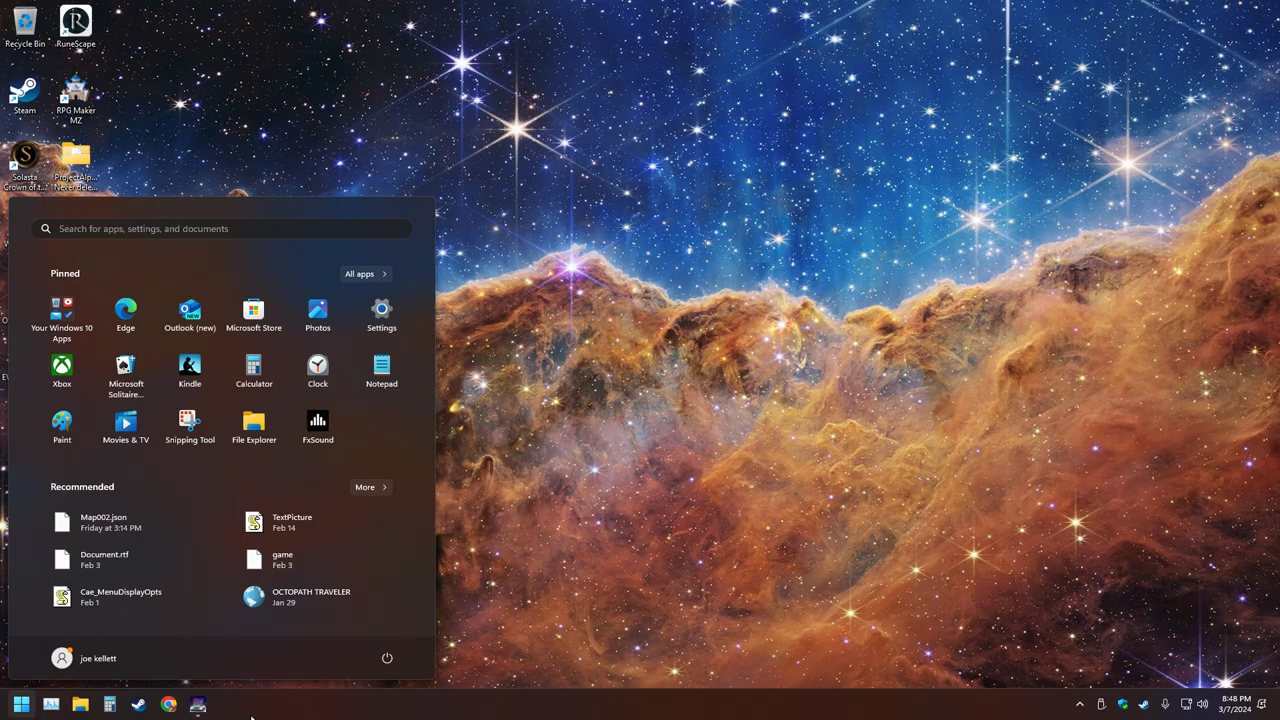 Recycle Bin
RuneScape
Steam
RPG Maker
MZ
Solasta
Crown of t...
ProjectAlp...
Never dele...
Search for apps, settings, and documents
Pinned
All apps
Your Windows 10
Apps
Edge
Outlook (new)
Microsoft Store
Photos
Settings
Xbox
Microsoft
Solitaire...
Kindle
Calculator
Clock
Notepad
Paint
Movies & TV
Snipping Tool
File Explorer
FxSound
Recommended
More
Map002.json
Friday at 3:14 PM
TextPicture
Feb 14
Document.rtf
Feb 3
game
Feb 3
Cae_MenuDisplayOpts
Feb 1
OCTOPATH TRAVELER
Jan 29
joe kellett
8:48 PM
3/7/2024